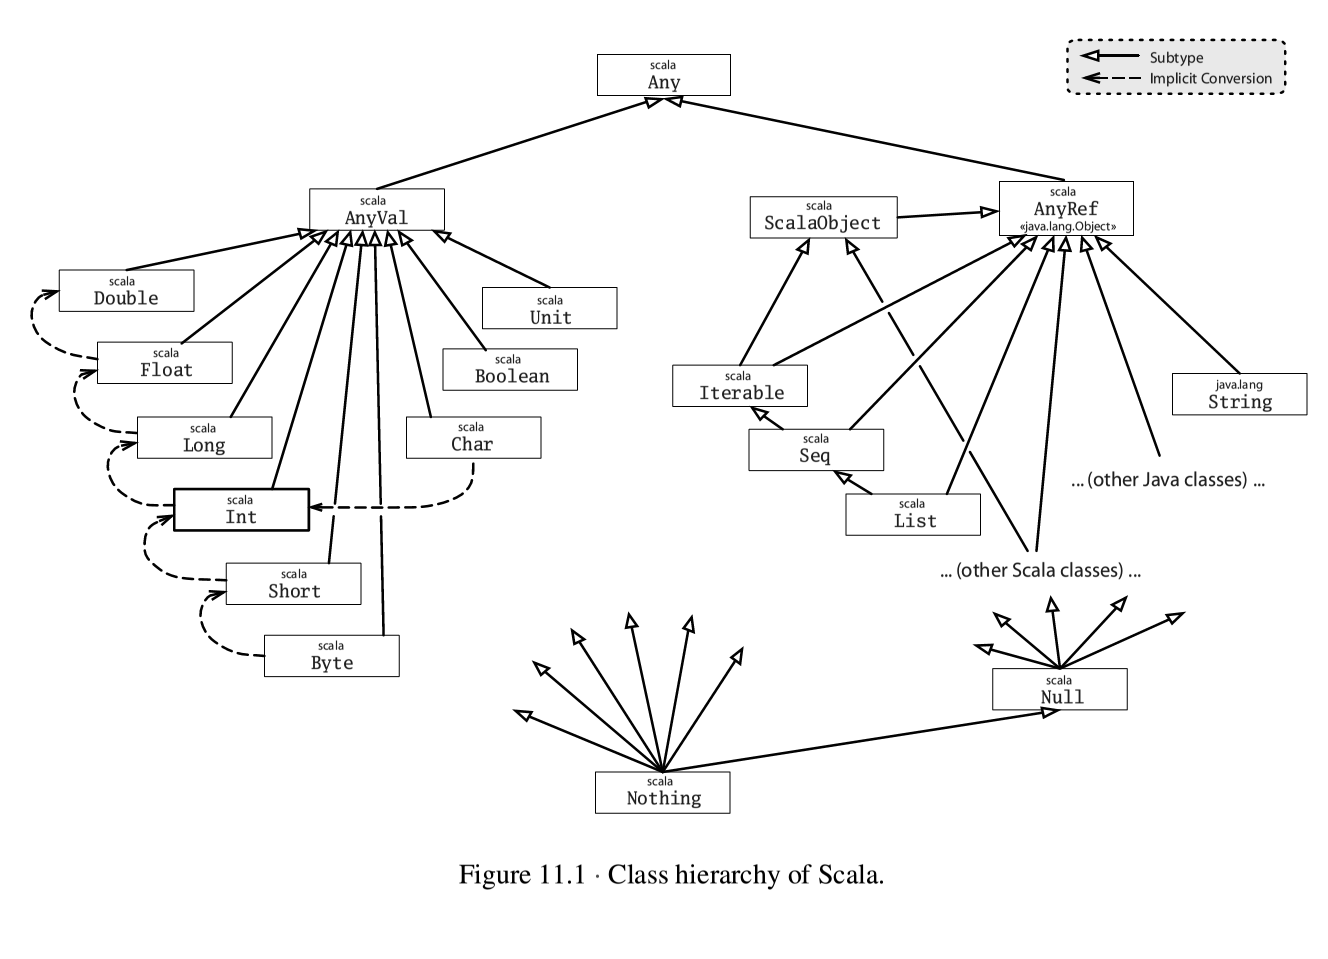 scala
Any
Subtype
Implicit Conversion
scala
AnyVal
scala
ScalaObject
scala
AnyRef
«java.lang.Object»
scala
Double
scala
Unit
scala
Float
scala
Boolean
scala
Iterable
java.lang
String
scala
Long
scala
Char
scala
Seq
... (other Java classes) ...
scala
Int
scala
List
scala
Short
... (other Scala classes) ...
scala
Byte
scala
Null
scala
Nothing
Figure 11.1 · Class hierarchy of Scala.